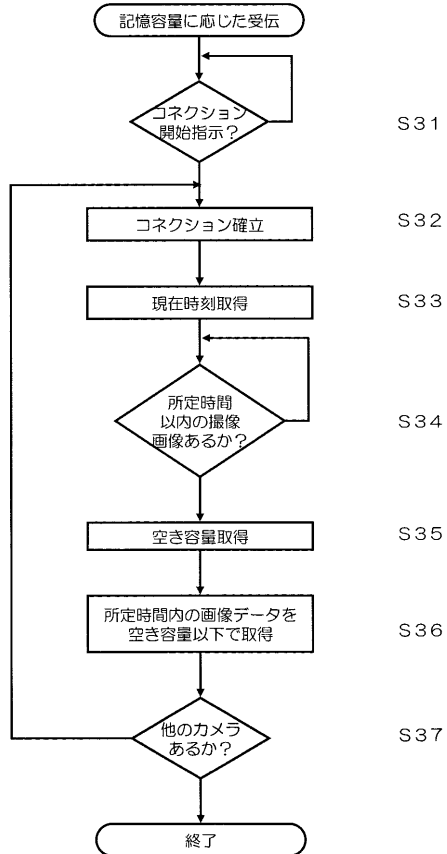 記憶容量に応じた受伝
コネクション
開始指示？
S31
コネクション確立
S32
現在時刻取得
S33
所定時間
以内の撮像
画像あるか？
S34
空き容量取得
S35
所定時間内の画像データを
空き容量以下で取得
S36
他のカメラ
あるか？
S37
終了